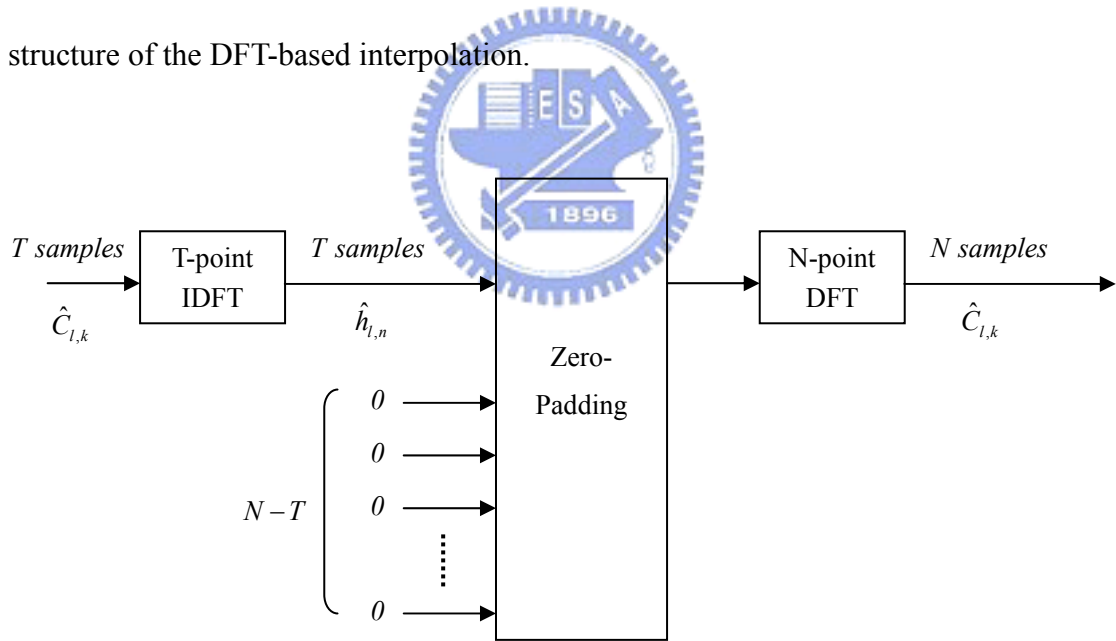 structure of the DFT-based interpolation.
E S A
1896
T samples
T-point
IDFT
T samples
N-point
DFT
N samples
Ĉ_{l,k}
ĥ_{l,n}
Ĉ_{l,k}
Zero-
Padding
0
0
0
N − T
0